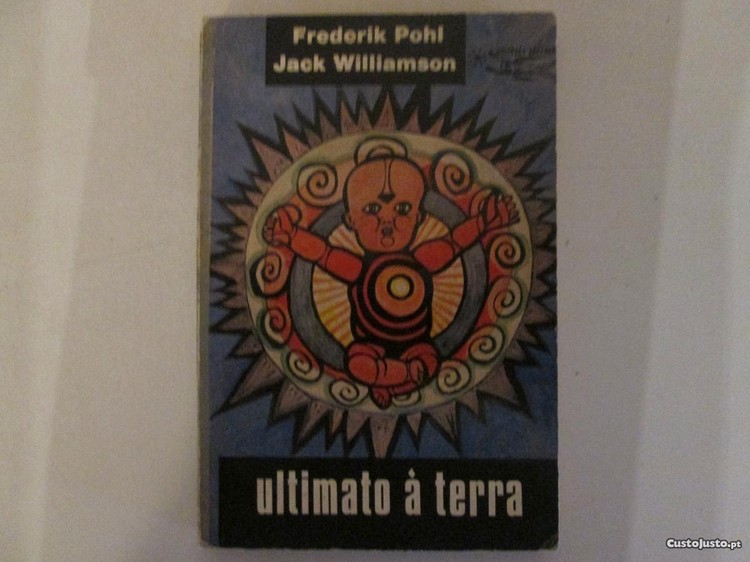 Frederik Pohl
Jack Williamson
ultimato à terra
CustoJusto.pt